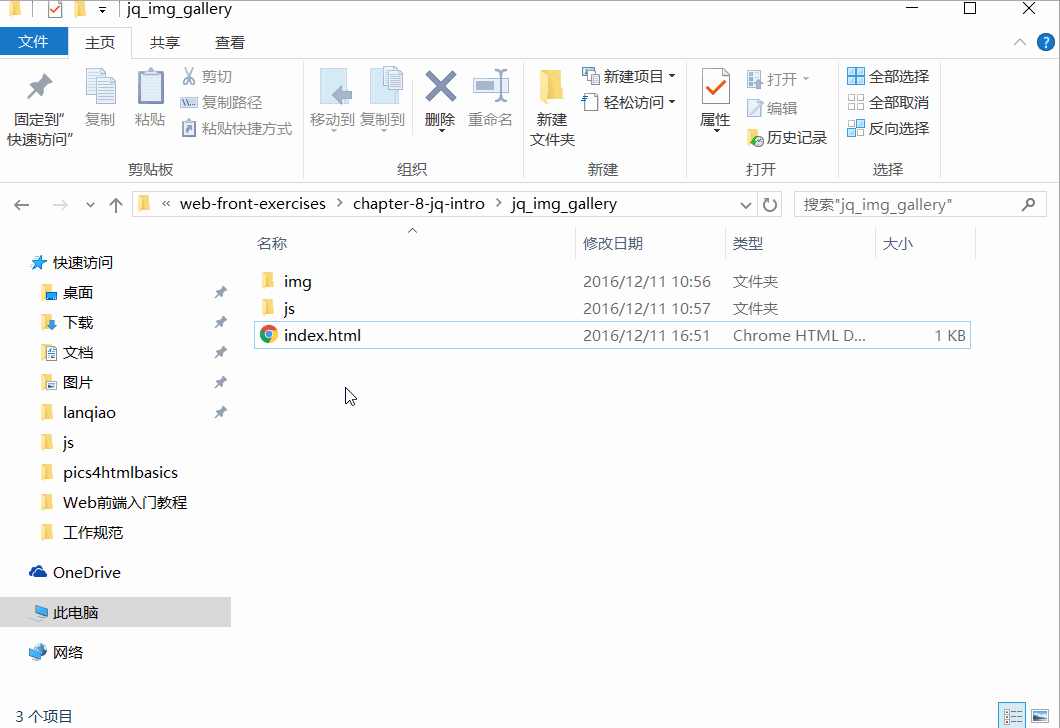 jq_img_gallery
文件 主页 共享 查看
固定到"快速访问"
复制
粘贴
剪切
复制路径
粘贴快捷方式
移动到 复制到 删除 重命名
新建
文件夹
新建项目
轻松访问
属性
打开
编辑
历史记录
全部选择
全部取消
反向选择
剪贴板 组织 新建 打开 选择
« web-front-exercises > chapter-8-jq-intro > jq_img_gallery
搜索"jq_img_gallery"
名称 修改日期 类型 大小
img 2016/12/11 10:56 文件夹
js 2016/12/11 10:57 文件夹
index.html 2016/12/11 16:51 Chrome HTML D... 1 KB
快速访问
桌面
下载
文档
图片
lanqiao
js
pics4htmlbasics
Web前端入门教程
工作规范
OneDrive
此电脑
网络
3 个项目